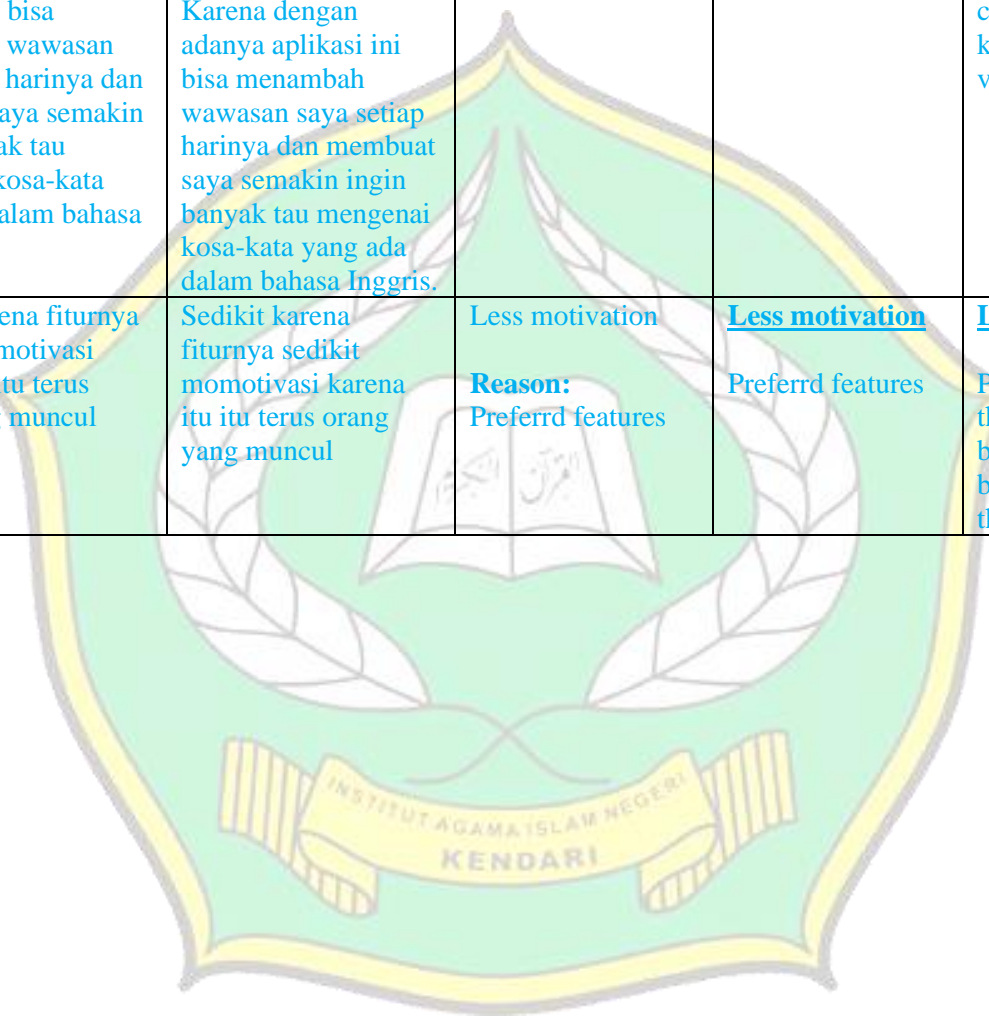 bisa
wawasan
harinya dan
aya semakin
ak tau
kosa-kata
alam bahasa
Karena dengan
adanya aplikasi ini
bisa menambah
wawasan saya setiap
harinya dan membuat
saya semakin ingin
banyak tau mengenai
kosa-kata yang ada
dalam bahasa Inggris.
c
k
v
ena fiturnya
motivasi
tu terus
muncul
Sedikit karena
fiturnya sedikit
momotivasi karena
itu itu terus orang
yang muncul
Less motivation
Reason:
Preferrd features
Less motivation
Preferrd features
L
P
th
b
b
th
INSTITUT AGAMA ISLAM NEGERI
KENDARI